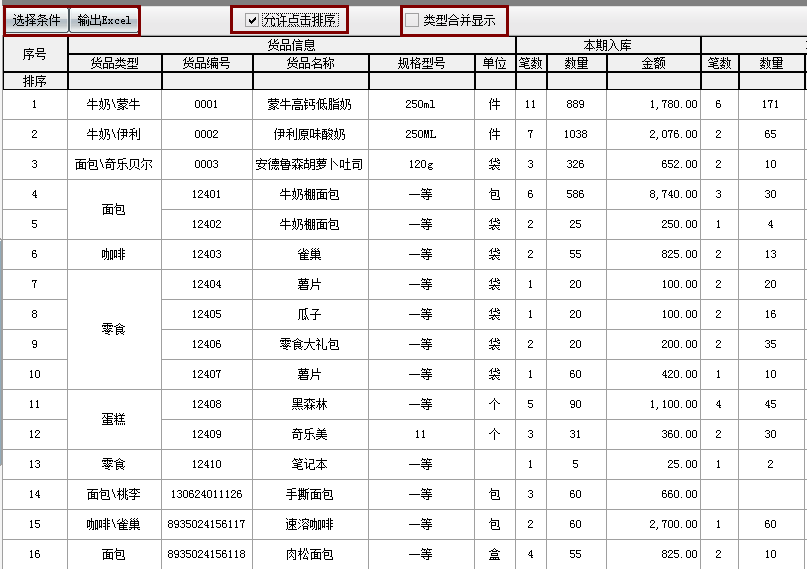 选择条件 输出Excel 允许点击排序 类型合并显示
序号 货品信息 本期入库
货品类型 货品编号 货品名称 规格型号 单位 笔数 数量 金额 笔数 数量
排序
1 牛奶\蒙牛 0001 蒙牛高钙低脂奶 250ml 件 11 889 1,780.00 6 171
2 牛奶\伊利 0002 伊利原味酸奶 250ML 件 7 1038 2,076.00 2 65
3 面包\奇乐贝尔 0003 安德鲁森胡萝卜吐司 120g 袋 3 326 652.00 2 10
4 面包 12401 牛奶棚面包 一等 包 6 586 8,740.00 3 30
5 12402 牛奶棚面包 一等 袋 2 25 250.00 1 4
6 咖啡 12403 雀巢 一等 袋 2 55 825.00 2 13
7 零食 12404 薯片 一等 袋 1 20 100.00 2 20
8 12405 瓜子 一等 袋 1 20 100.00 2 16
9 12406 零食大礼包 一等 袋 2 20 200.00 2 35
10 12407 薯片 一等 袋 1 60 420.00 1 10
11 蛋糕 12408 黑森林 一等 个 5 90 1,100.00 4 45
12 12409 奇乐美 11 个 3 31 360.00 2 30
13 零食 12410 笔记本 一等 1 5 25.00 1 2
14 面包\桃李 130624011126 手撕面包 一等 包 3 60 660.00
15 咖啡\雀巢 8935024156117 速溶咖啡 一等 包 2 60 2,700.00 1 60
16 面包 8935024156118 肉松面包 一等 盒 4 55 825.00 2 10